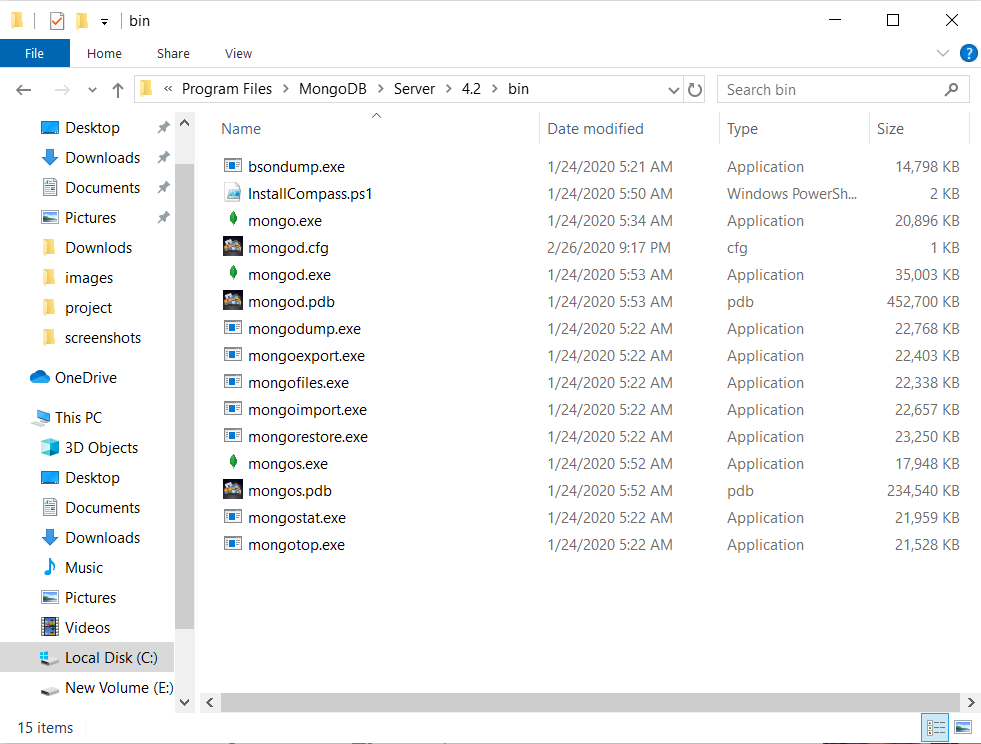 bin
File Home Share View
« Program Files > MongoDB > Server > 4.2 > bin
Search bin
Desktop
Downloads
Documents
Pictures
Downlods
images
project
screenshots
OneDrive
This PC
3D Objects
Desktop
Documents
Downloads
Music
Pictures
Videos
Local Disk (C:)
New Volume (E:)
Name Date modified Type Size
bsondump.exe 1/24/2020 5:21 AM Application 14,798 KB
InstallCompass.ps1 1/24/2020 5:50 AM Windows PowerSh... 2 KB
mongo.exe 1/24/2020 5:34 AM Application 20,896 KB
mongod.cfg 2/26/2020 9:17 PM cfg 1 KB
mongod.exe 1/24/2020 5:53 AM Application 35,003 KB
mongod.pdb 1/24/2020 5:53 AM pdb 452,700 KB
mongodump.exe 1/24/2020 5:22 AM Application 22,768 KB
mongoexport.exe 1/24/2020 5:22 AM Application 22,403 KB
mongofiles.exe 1/24/2020 5:22 AM Application 22,338 KB
mongoimport.exe 1/24/2020 5:22 AM Application 22,657 KB
mongorestore.exe 1/24/2020 5:22 AM Application 23,250 KB
mongos.exe 1/24/2020 5:52 AM Application 17,948 KB
mongos.pdb 1/24/2020 5:52 AM pdb 234,540 KB
mongostat.exe 1/24/2020 5:22 AM Application 21,959 KB
mongotop.exe 1/24/2020 5:22 AM Application 21,528 KB
15 items